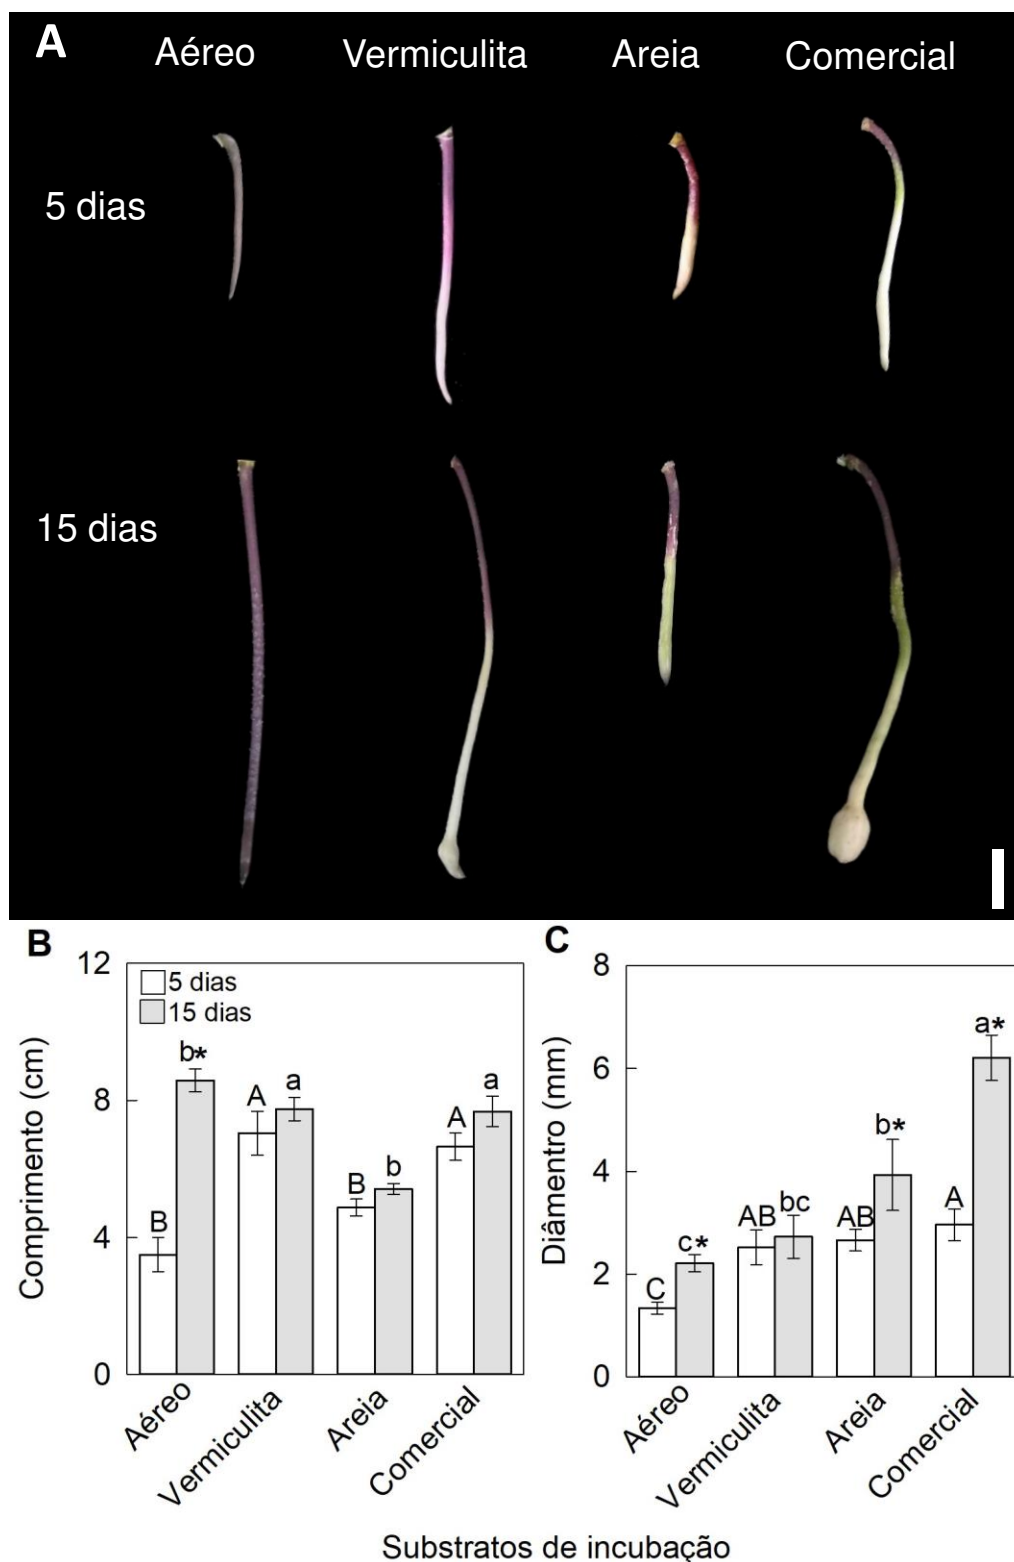 A
Aéreo Vermiculita Areia Comercial
5 dias
15 dias
B
Comprimento (cm)
12
8
4
0
5 dias
15 dias
B b*
A a
B b
A a
Aéreo Vermiculita Areia Comercial
C
Diâmentro (mm)
8
6
4
2
0
C c*
AB bc
AB b*
A a*
Aéreo Vermiculita Areia Comercial
Substratos de incubação